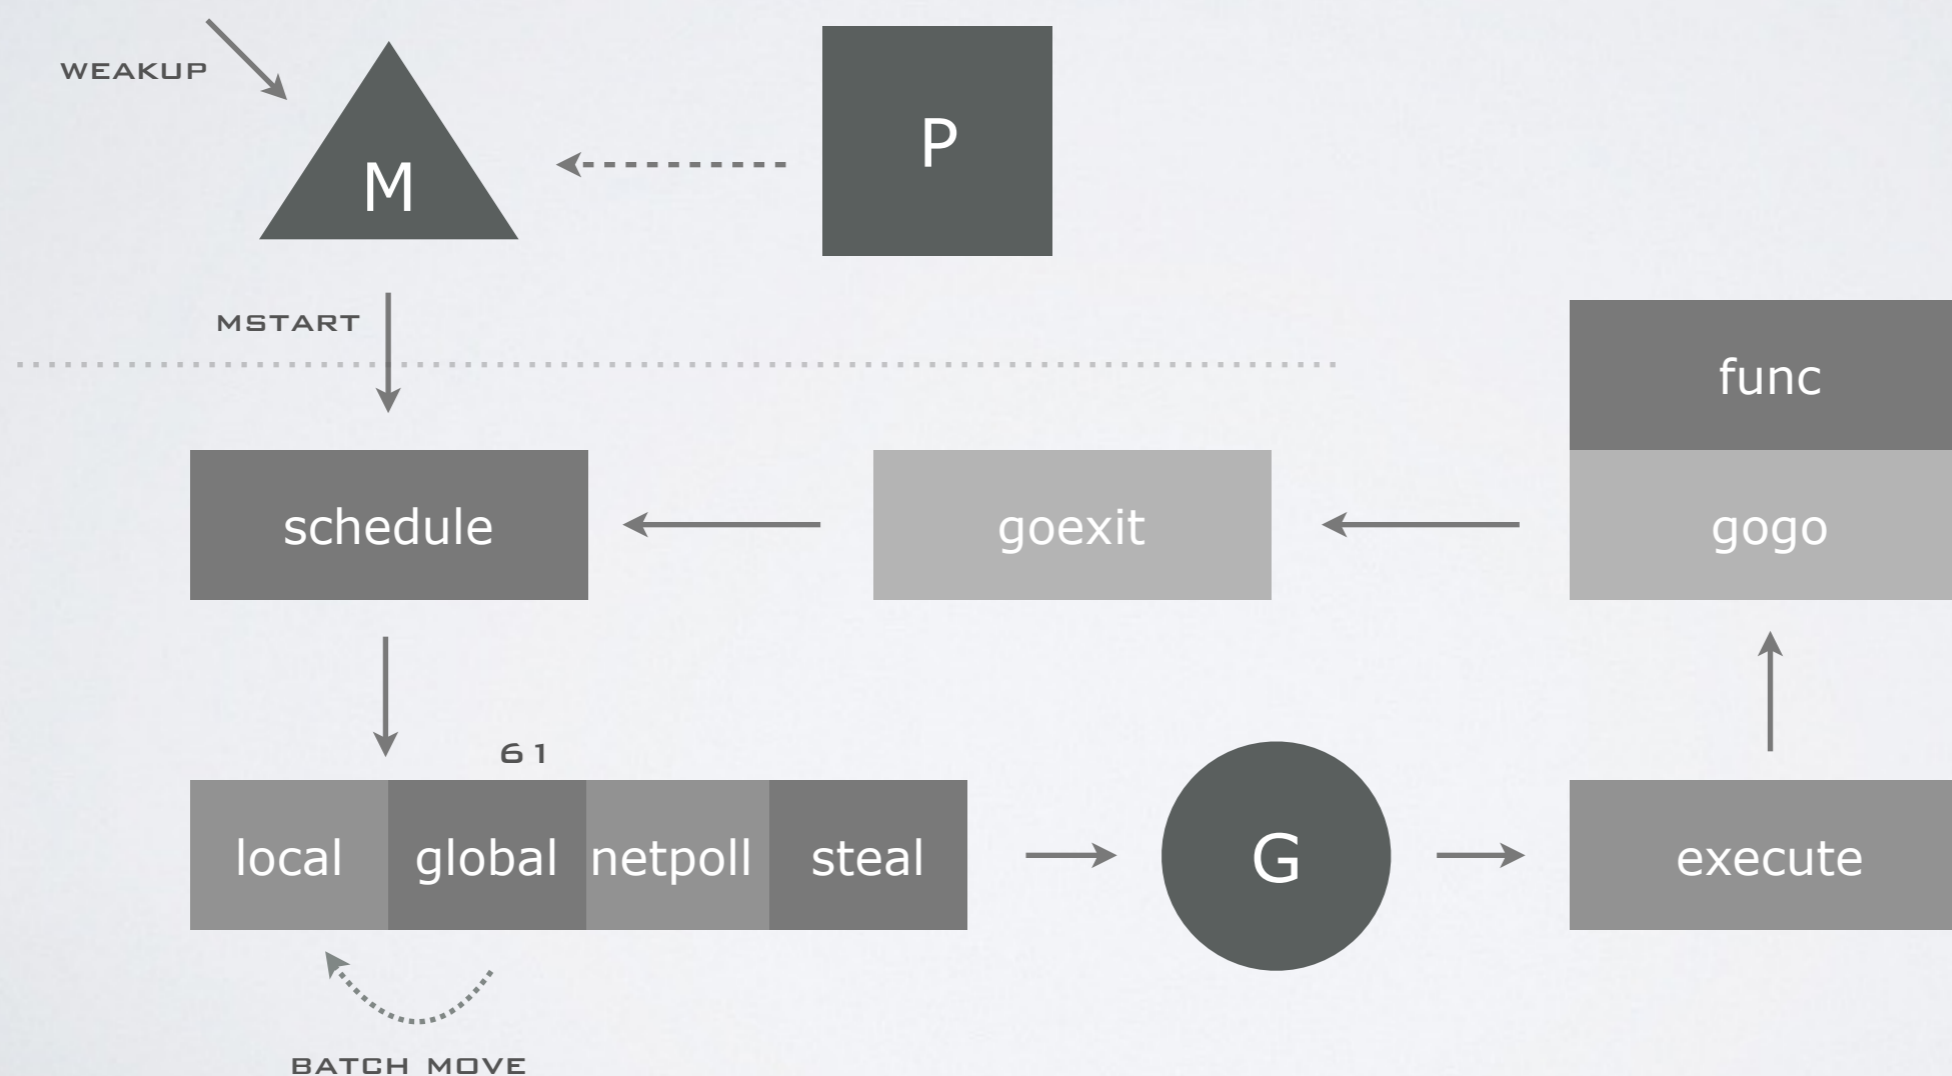 WEAKUP
M
P
MSTART
func
schedule
goexit
gogo
61
local global netpoll steal
G
execute
BATCH MOVE